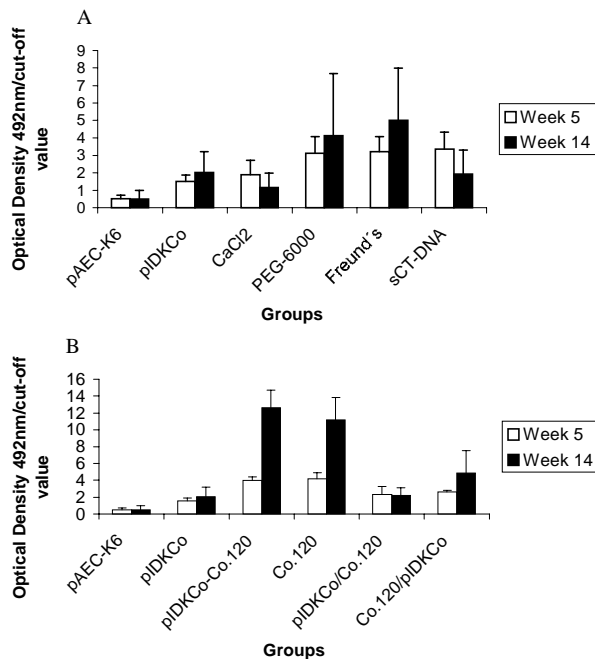 A
Optical Density 492nm/cut-off
value
9
8
7
6
5
4
3
2
1
0
pAEC-K6
pIDKCo
CaCl2
PEG-6000
Freund´s
sCT-DNA
Groups
Week 5
Week 14
B
Optical Density 492nm/cut-off
value
16
14
12
10
8
6
4
2
0
pAEC-K6
pIDKCo
pIDKCo-Co.120
Co.120
pIDKCo/Co.120
Co.120/pIDKCo
Groups
Week 5
Week 14